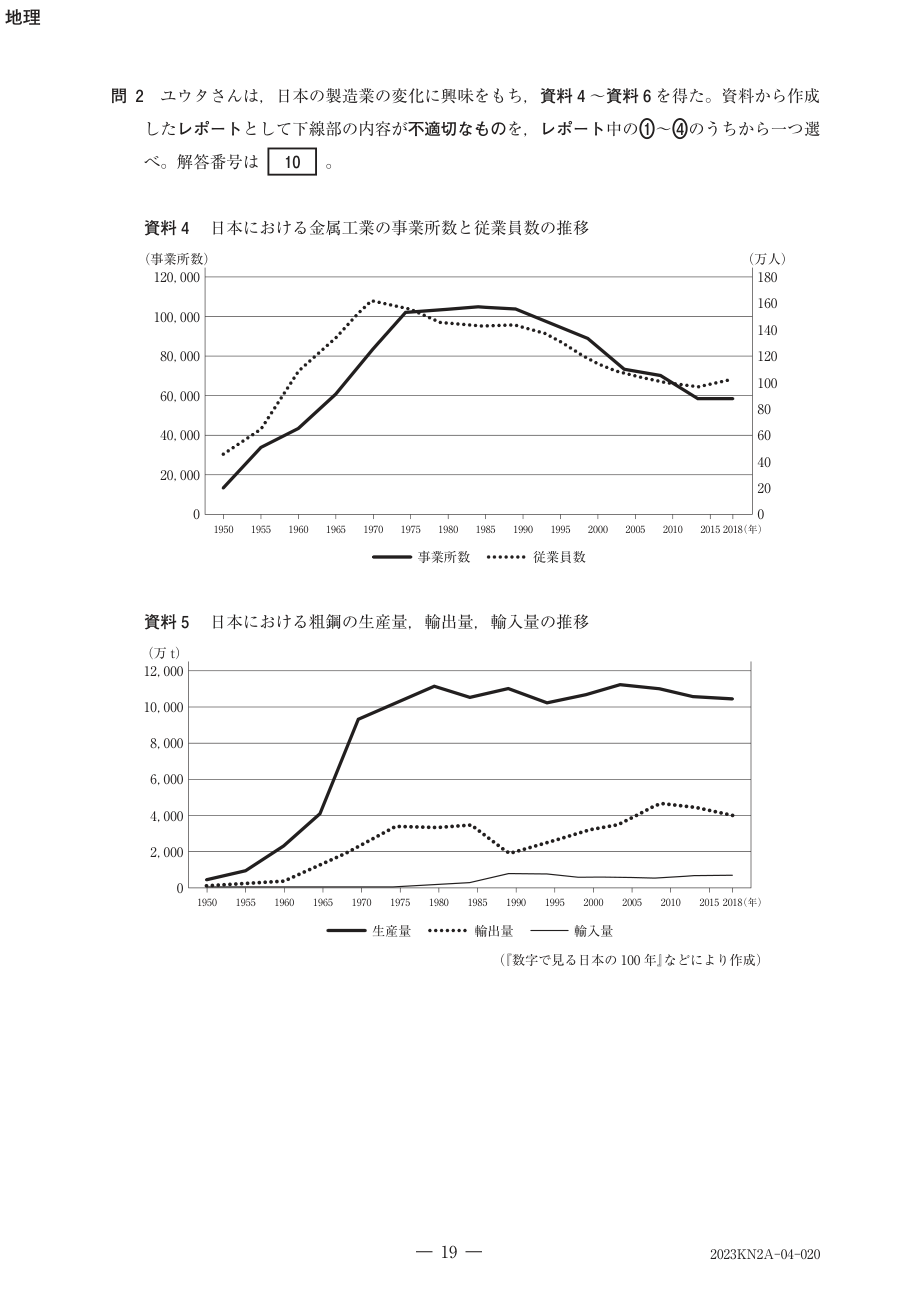 地理
問 2 ユウタさんは，日本の製造業の変化に興味をもち，資料 4 ～資料 6 を得た。資料から作成
したレポートとして下線部の内容が不適切なものを，レポート中の①～④のうちから一つ選
べ。解答番号は 10 。
資料 4 日本における金属工業の事業所数と従業員数の推移
（事業所数） （万人）
120,000 180
160
100,000
140
80,000 120
100
60,000
80
40,000 60
40
20,000
20
0 0
1950 1955 1960 1965 1970 1975 1980 1985 1990 1995 2000 2005 2010 2015 2018（年）
事業所数 従業員数
資料 5 日本における粗鋼の生産量，輸出量，輸入量の推移
（万 t）
12,000
10,000
8,000
6,000
4,000
2,000
0
1950 1955 1960 1965 1970 1975 1980 1985 1990 1995 2000 2005 2010 2015 2018（年）
生産量 輸出量 輸入量
（『数字で見る日本の 100 年』などにより作成）
― 19 ―
2023KN2A-04-020